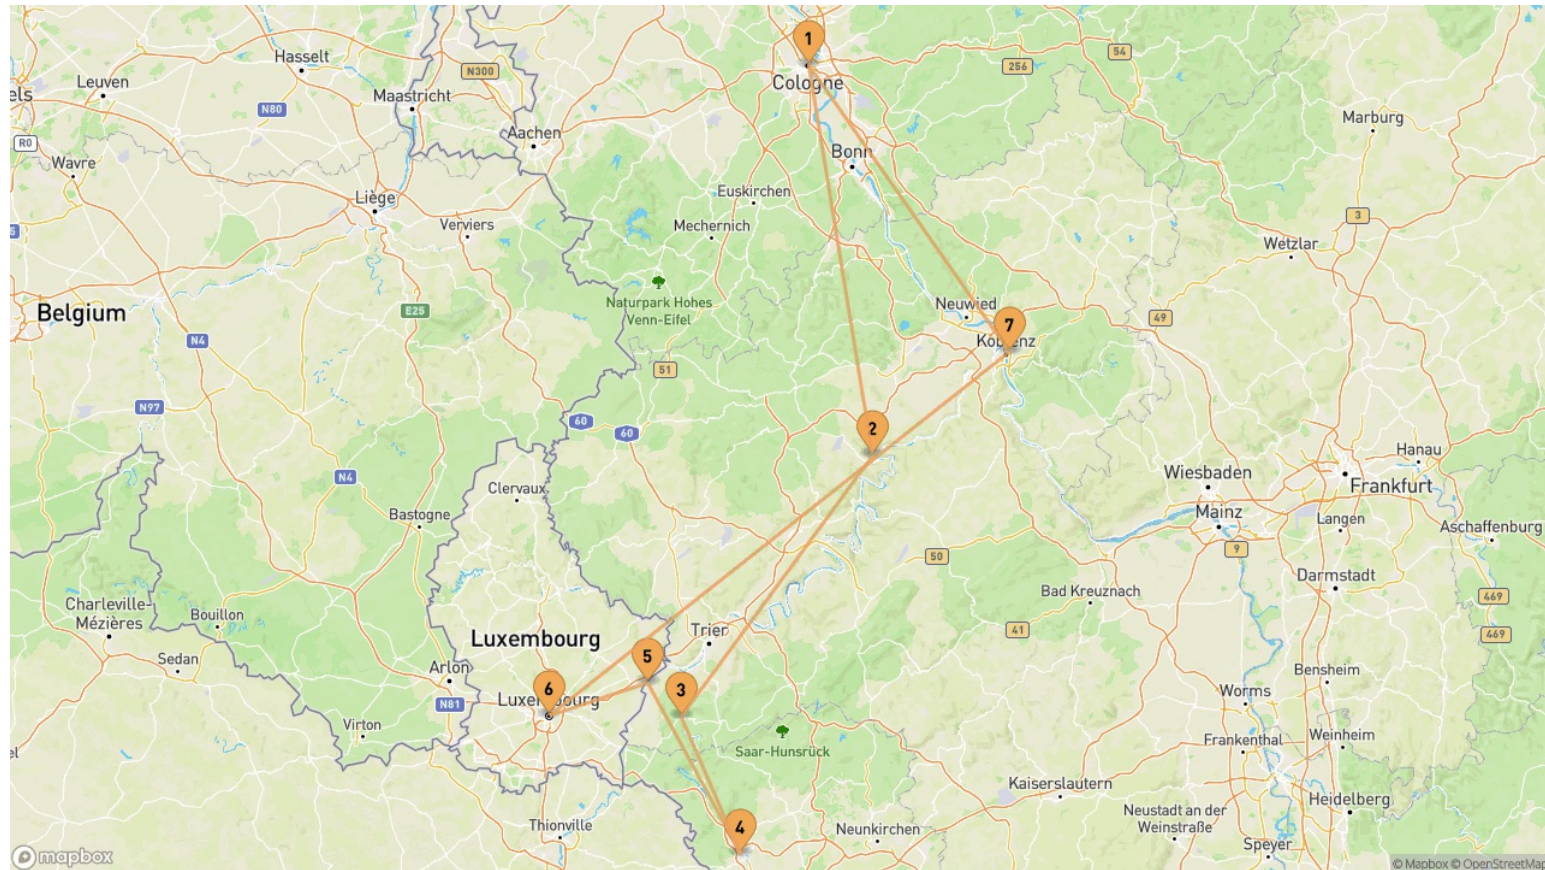 1
Cologne
Hasselt
Leuven
els
N300
Maastricht
N80
R0
Wavre
Aachen
Liège
Verviers
5
Bonn
Euskirchen
Mechernich
256
54
Marburg
3
Wetzlar
Naturpark Hohes
Venn-Eifel
Belgium
E25
N4
51
Neuwied
7
Koblenz
49
N97
60
60
2
N4
Clervaux
Bastogne
Wiesbaden
Mainz
Hanau
Frankfurt
Langen
Aschaffenburg
9
50
Darmstadt
Bad Kreuznach
469
469
41
Charleville-
Mézières
Bouillon
Sedan
Luxembourg
Trier
5
3
6
Luxembourg
Arlon
N81
Virton
el
Saar-Hunsrück
Bensheim
Worms
Weinheim
Frankenthal
Kaiserslautern
Heidelberg
Neustadt an der
Weinstraße
Speyer
Thionville
4
Neunkirchen
mapbox
© Mapbox © OpenStreetMap